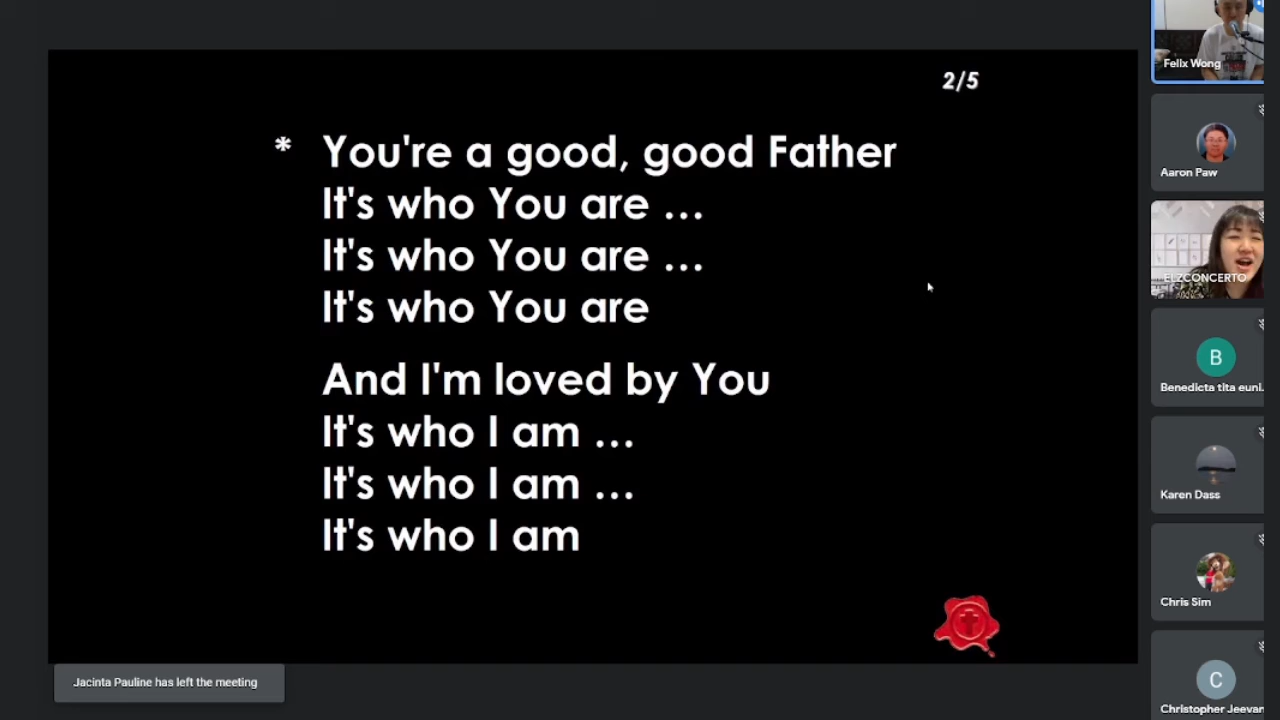 2/5
* You're a good, good Father
It's who You are ...
It's who You are ...
It's who You are
And I'm loved by You
It's who I am ...
It's who I am ...
It's who I am
Jacinta Pauline has left the meeting
Felix Wong
Aaron Paw
ELZCONCERTO
B
Benedicta tita euni...
Karen Dass
Chris Sim
C
Christopher Jeevan